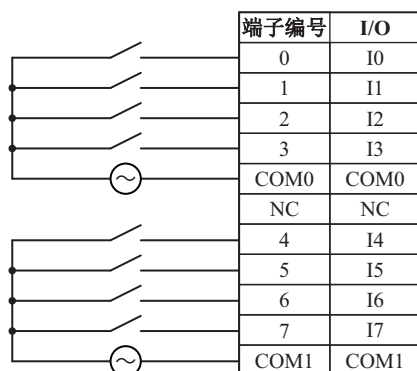 端子编号 I/O
0 I0
1 I1
2 I2
3 I3
COM0 COM0
NC NC
4 I4
5 I5
6 I6
7 I7
COM1 COM1